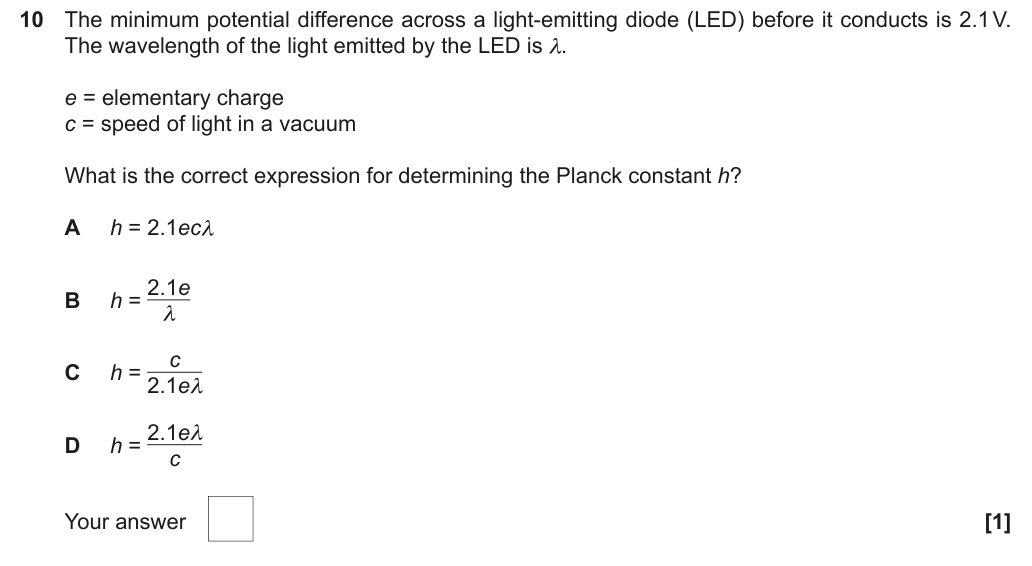 10 The minimum potential difference across a light-emitting diode (LED) before it conducts is 2.1 V.
The wavelength of the light emitted by the LED is λ.
e = elementary charge
c = speed of light in a vacuum
What is the correct expression for determining the Planck constant h?
A h = 2.1ecλ
B h = 2.1e/λ
C h = c/2.1eλ
D h = 2.1eλ/c
Your answer [1]